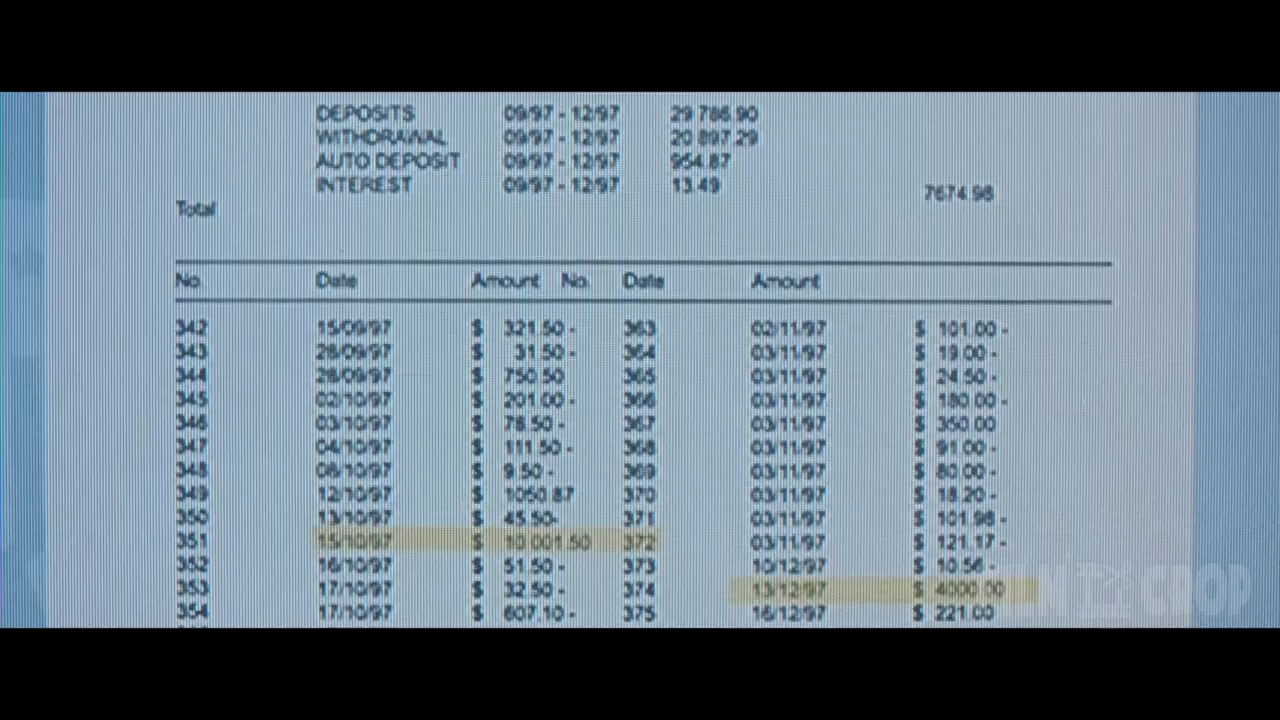 DEPOSITS 09/97 - 12/97 29 786.90
WITHDRAWAL 09/97 - 12/97 20 897.29
AUTO DEPOSIT 09/97 - 12/97 954.87
INTEREST 09/97 - 12/97 13.49
7674.98
Total
No. Date Amount No. Date Amount
342 15/09/97 $ 321.50 - 363 02/11/97 $ 101.00 -
343 28/09/97 $ 31.50 - 364 03/11/97 $ 19.00 -
344 28/09/97 $ 750.50 365 03/11/97 $ 24.50 -
345 02/10/97 $ 201.00 - 366 03/11/97 $ 180.00 -
346 03/10/97 $ 78.50 - 367 03/11/97 $ 350.00
347 04/10/97 $ 111.50 - 368 03/11/97 $ 91.00 -
348 08/10/97 $ 9.50 - 369 03/11/97 $ 80.00 -
349 12/10/97 $ 1050.87 370 03/11/97 $ 18.20 -
350 13/10/97 $ 45.50- 371 03/11/97 $ 101.98 -
351 15/10/97 $ 10 001.50 372 03/11/97 $ 121.17 -
352 16/10/97 $ 51.50 - 373 10/12/97 $ 10.56 -
353 17/10/97 $ 32.50 - 374 13/12/97 $ 4000.00
354 17/10/97 $ 607.10 - 375 16/12/97 $ 221.00
CROP